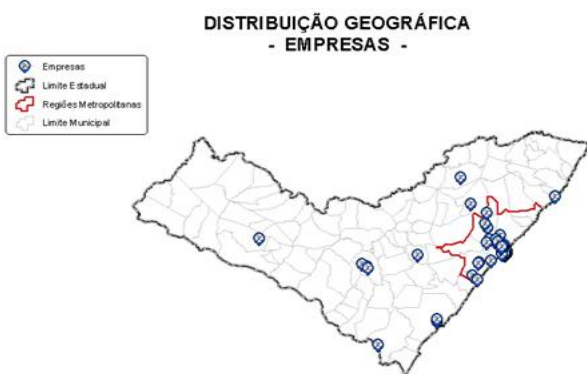 DISTRIBUIÇÃO GEOGRÁFICA
- EMPRESAS -
Empresas
Limite Estadual
Regiões Metropolitanas
Limite Municipal